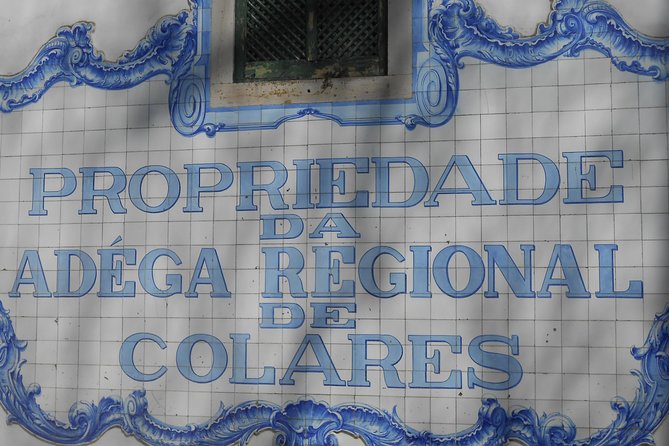 PROPRIEDADE
DA
ADÉGA REGIONAL
DE
COLARES